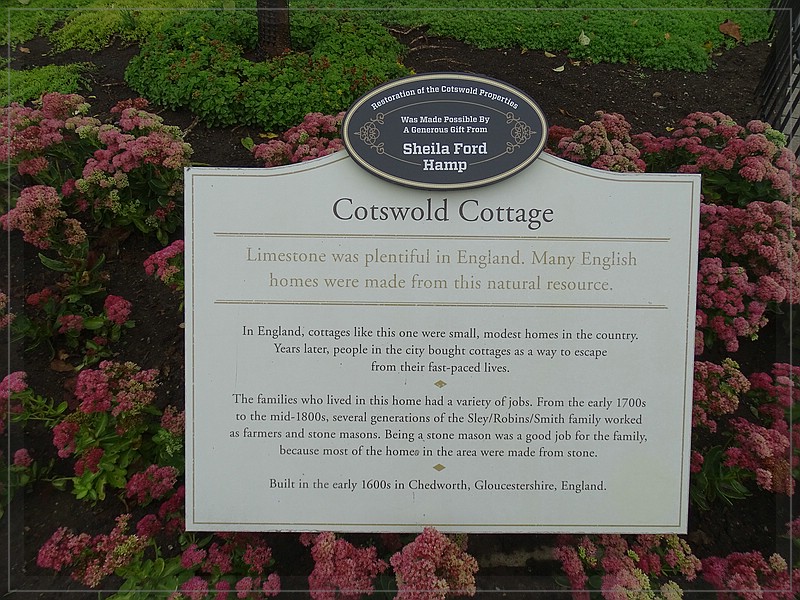 Restoration of the Cotswold Properties
Was Made Possible By
A Generous Gift From
Sheila Ford
Hamp
Cotswold Cottage
Limestone was plentiful in England. Many English
homes were made from this natural resource.
In England, cottages like this one were small, modest homes in the country.
Years later, people in the city bought cottages as a way to escape
from their fast-paced lives.
The families who lived in this home had a variety of jobs. From the early 1700s
to the mid-1800s, several generations of the Sley/Robins/Smith family worked
as farmers and stone masons. Being a stone mason was a good job for the family,
because most of the homes in the area were made from stone.
Built in the early 1600s in Chedworth, Gloucestershire, England.